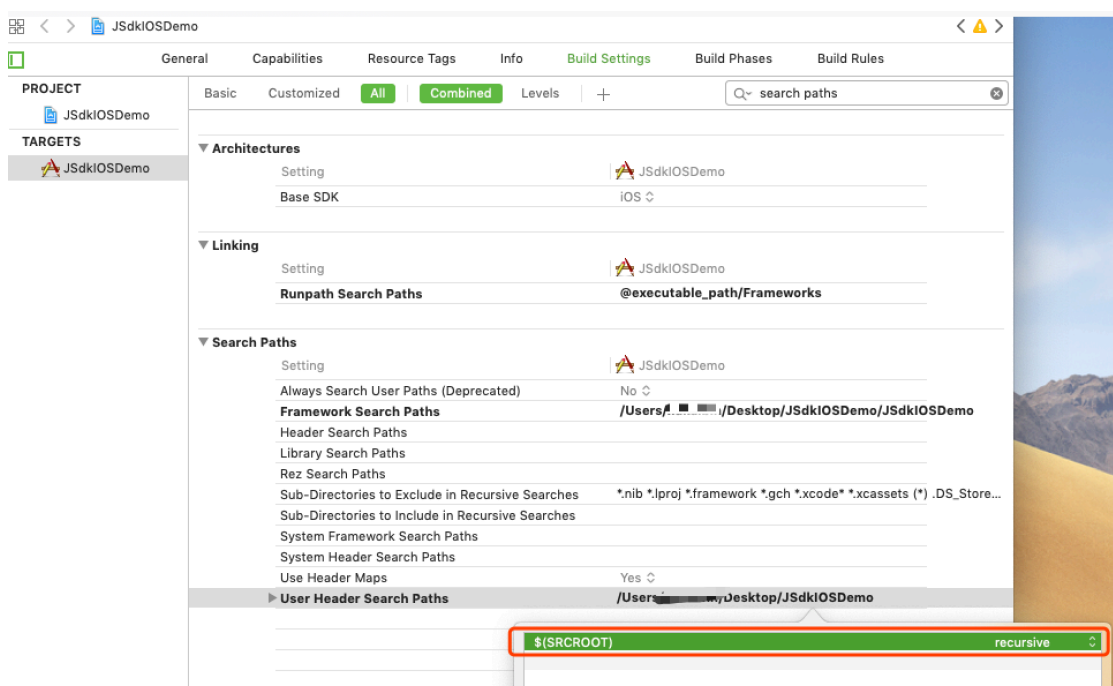 JSdkIOSDemo
General Capabilities Resource Tags Info Build Settings Build Phases Build Rules
PROJECT
JSdkIOSDemo
TARGETS
JSdkIOSDemo
Basic Customized All Combined Levels + search paths
Architectures
Setting JSdkIOSDemo
Base SDK iOS
Linking
Setting JSdkIOSDemo
Runpath Search Paths @executable_path/Frameworks
Search Paths
Setting JSdkIOSDemo
Always Search User Paths (Deprecated) No
Framework Search Paths /Users/ /Desktop/JSdkIOSDemo/JSdkIOSDemo
Header Search Paths
Library Search Paths
Rez Search Paths
Sub-Directories to Exclude in Recursive Searches *.nib *.lproj *.framework *.gch *.xcode* *.xcassets (*) .DS_Store...
Sub-Directories to Include in Recursive Searches
System Framework Search Paths
System Header Search Paths
Use Header Maps Yes
User Header Search Paths /Users /Desktop/JSdkIOSDemo
$(SRCROOT) recursive